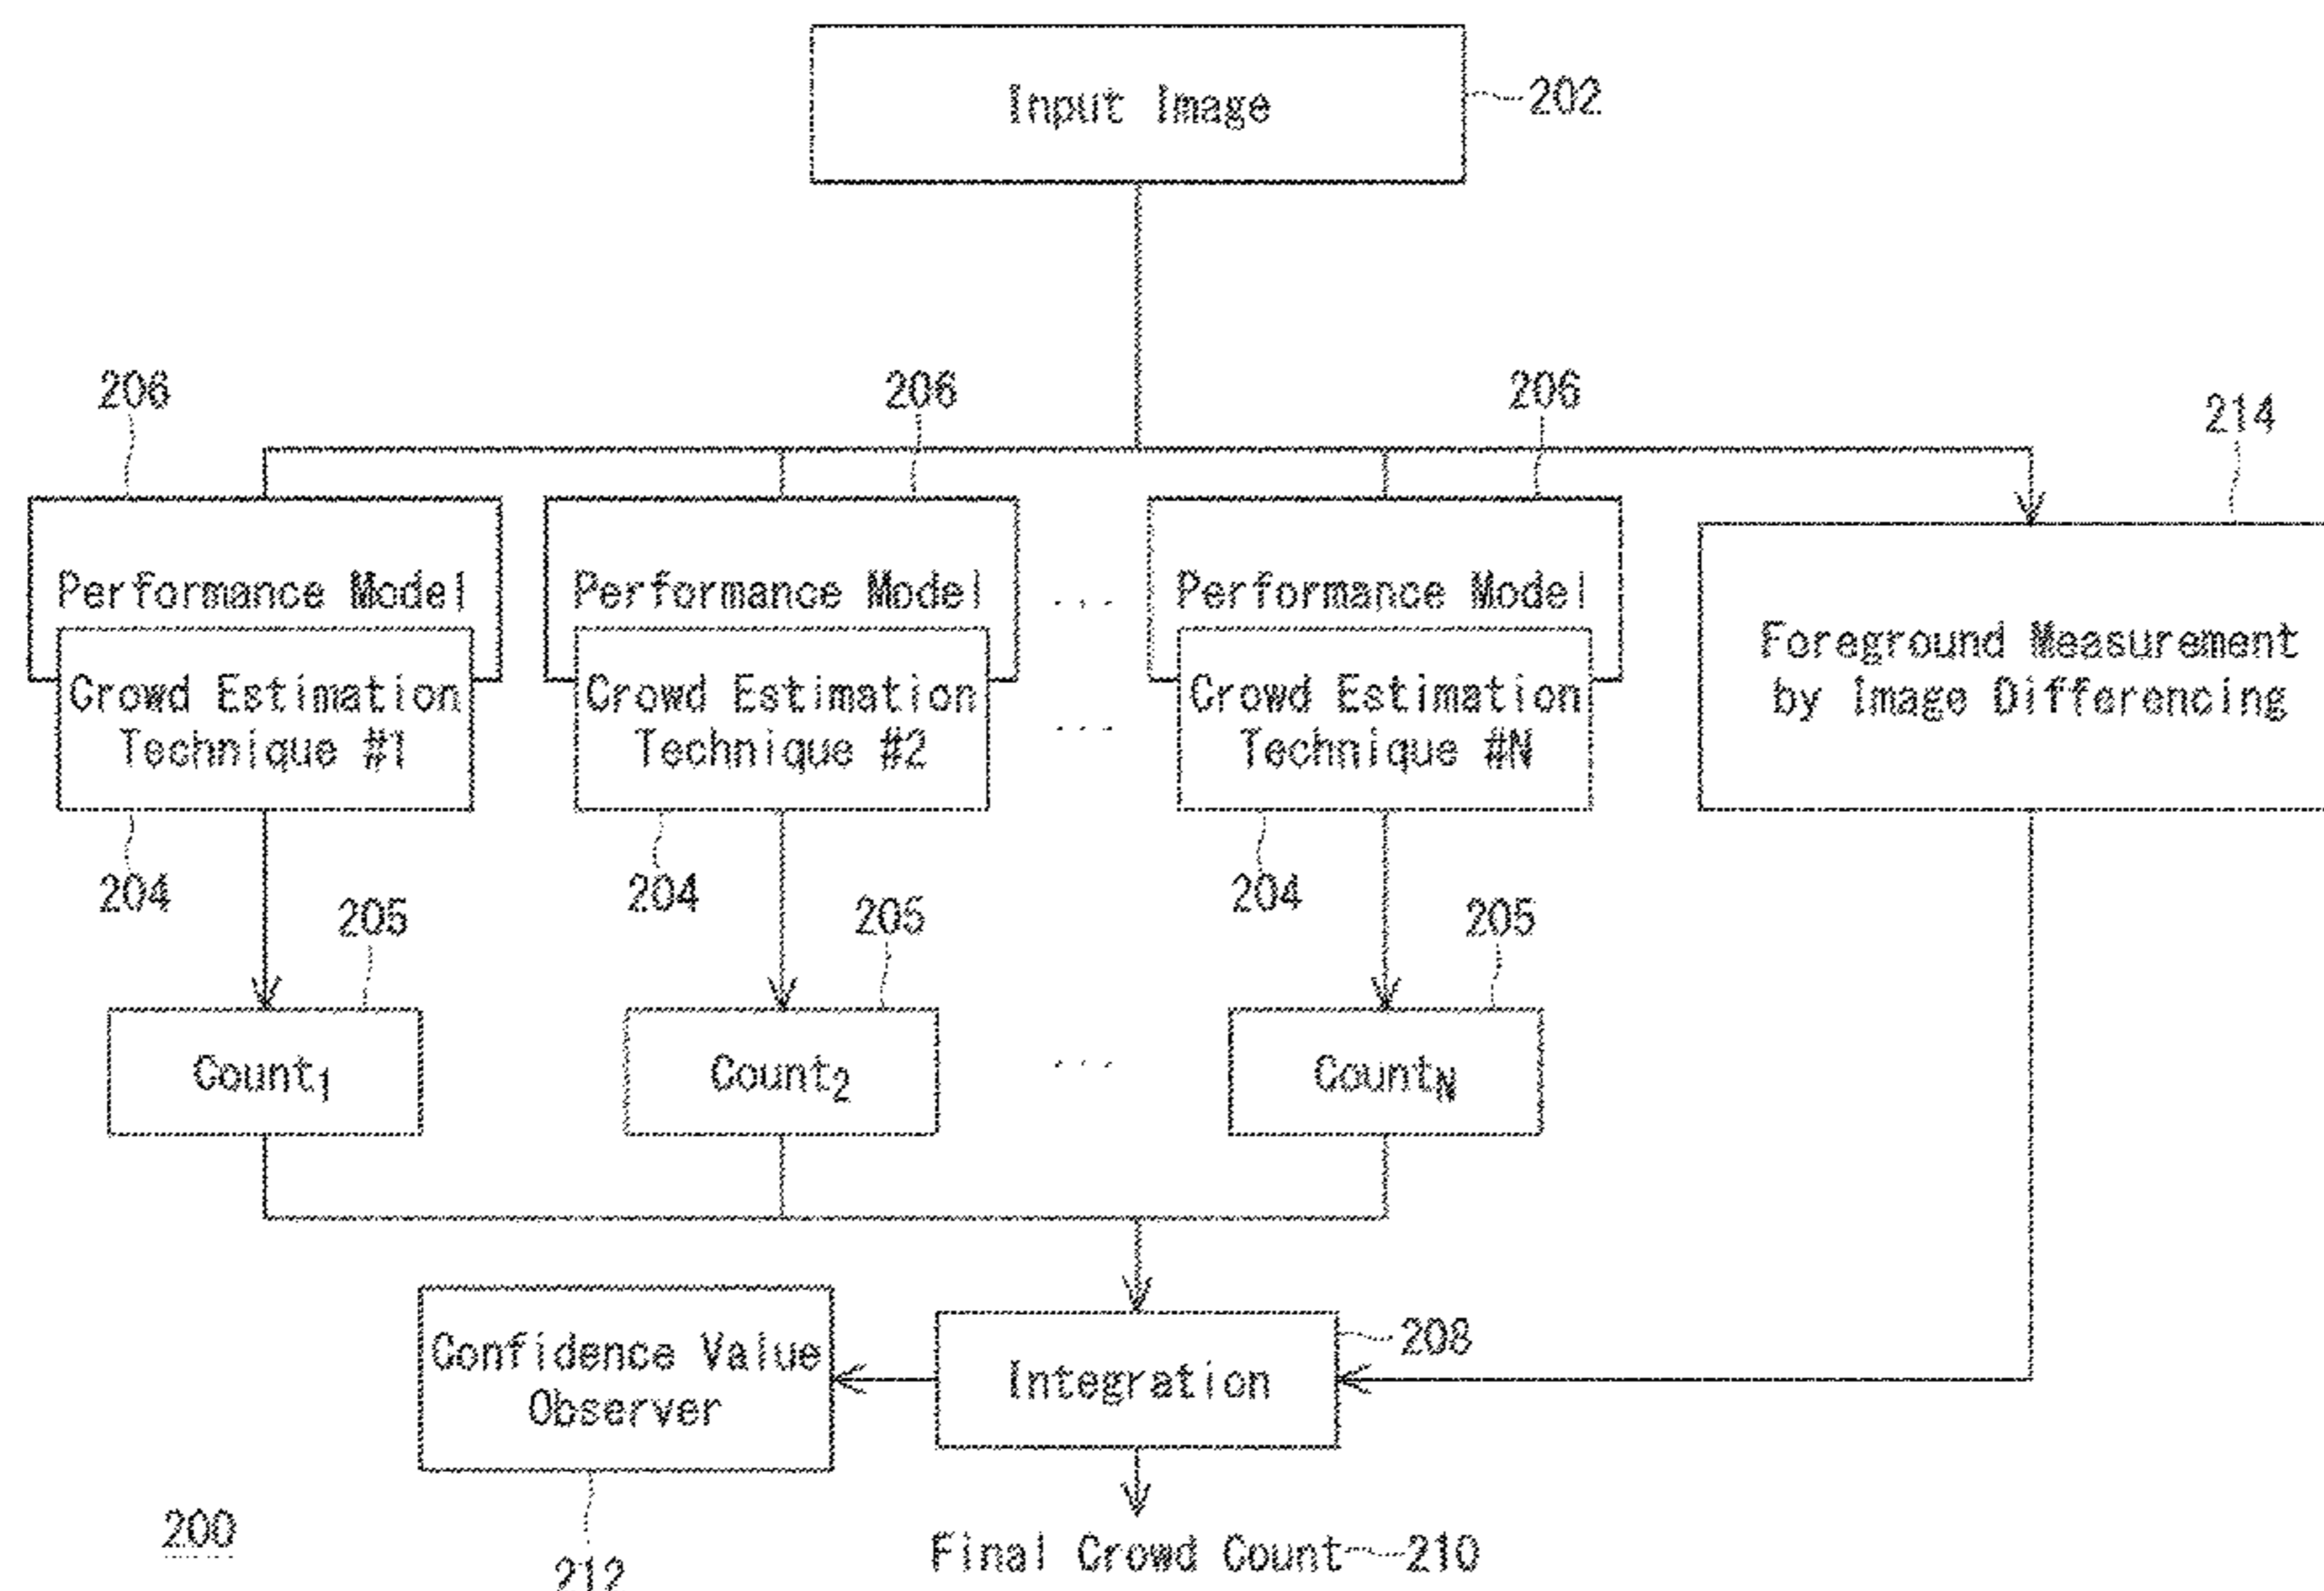 Input Image
202
206
206
206
214
Performance Model
Performance Model
...
Performance Model
Foreground Measurement
by Image Differencing
Crowd Estimation
Technique #1
Crowd Estimation
Technique #2
...
Crowd Estimation
Technique #N
204
204
204
205
205
205
Count1
Count2
...
CountN
Confidence Value
Observer
Integration
208
200
212
Final Crowd Count
210